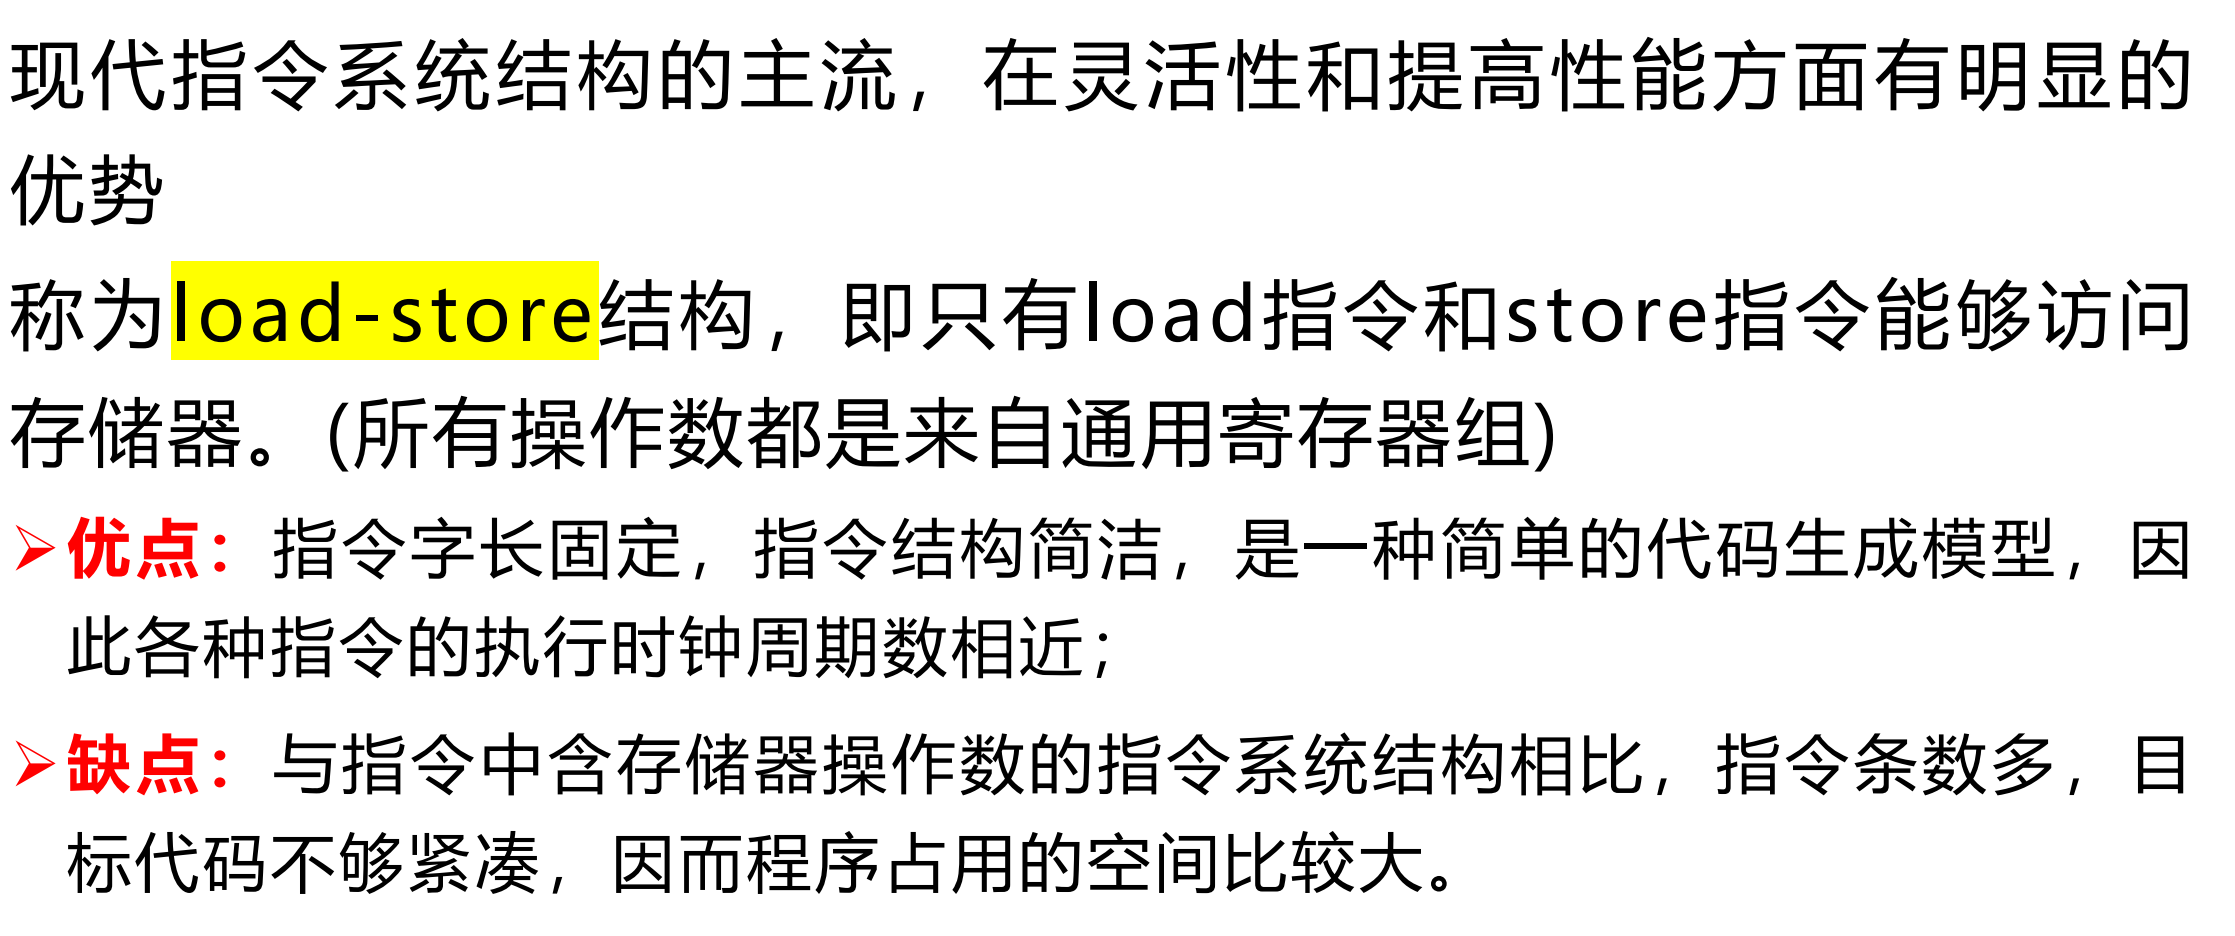 现代指令系统结构的主流，在灵活性和提高性能方面有明显的
优势
称为load-store结构，即只有load指令和store指令能够访问
存储器。(所有操作数都是来自通用寄存器组)
➢优点：指令字长固定，指令结构简洁，是一种简单的代码生成模型，因
此各种指令的执行时钟周期数相近；
➢缺点：与指令中含存储器操作数的指令系统结构相比，指令条数多，目
标代码不够紧凑，因而程序占用的空间比较大。